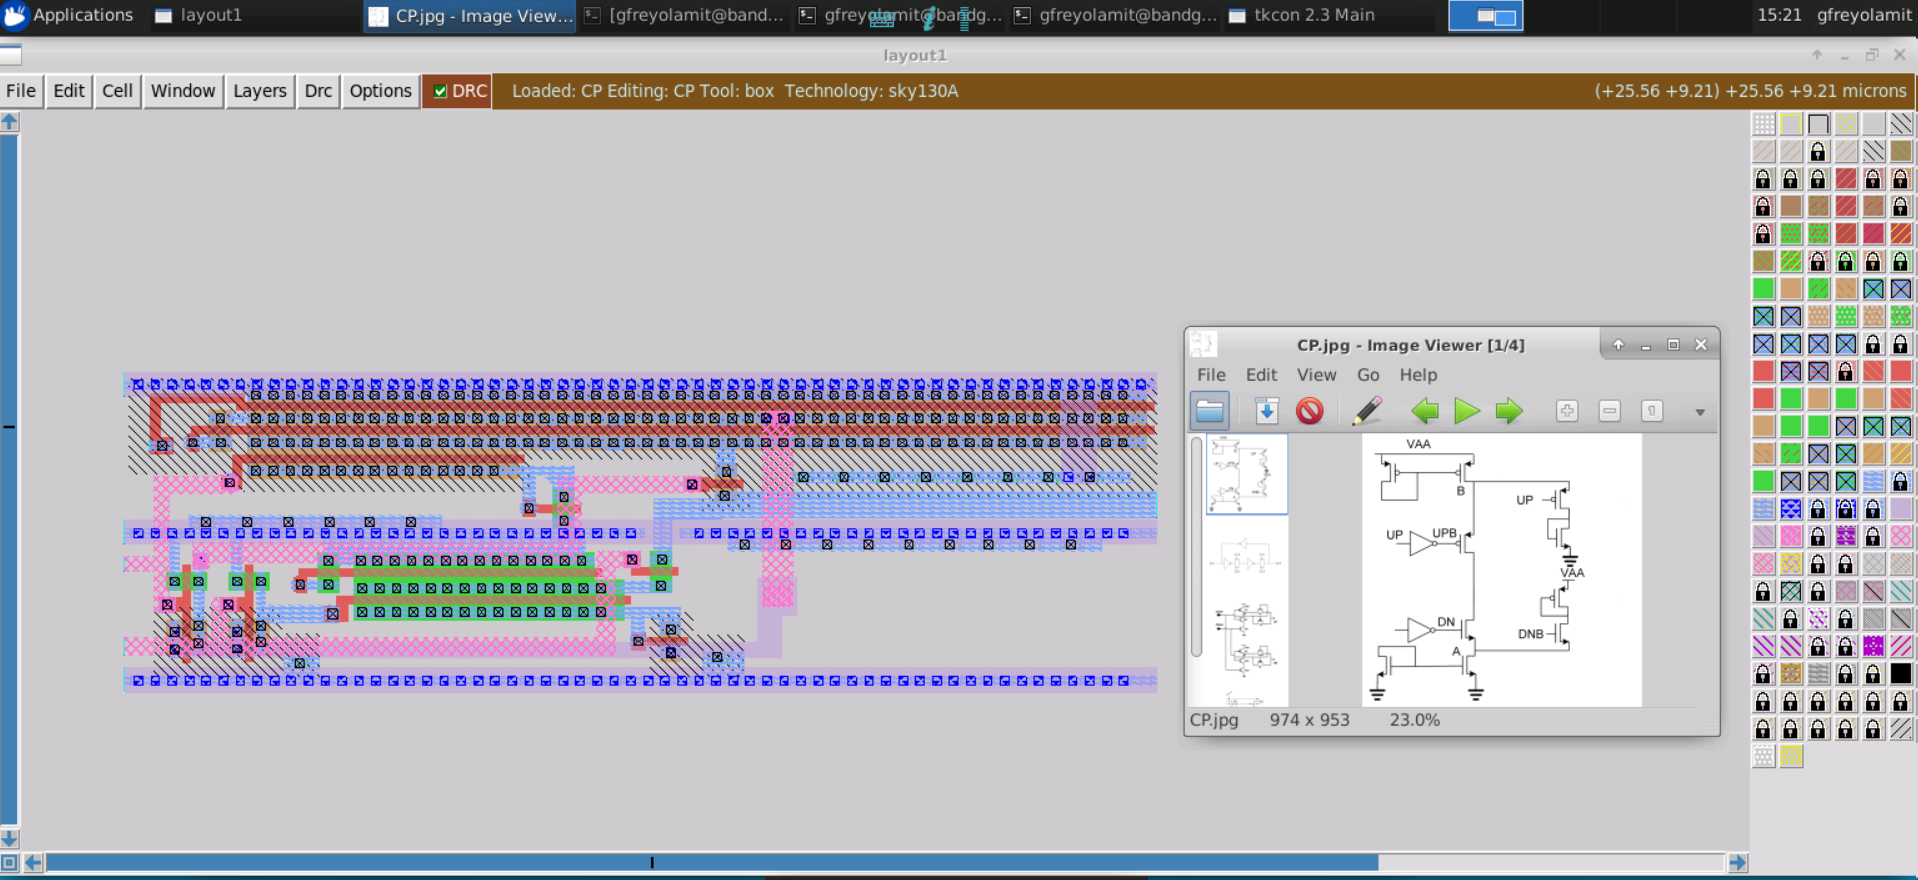 Applications
layout1
CP.jpg - Image View...
[gfreyolamit@band...
gfreyolamit@bandg...
gfreyolamit@bandg...
tkcon 2.3 Main
15:21
gfreyolamit
layout1
File Edit Cell Window Layers Drc Options DRC
Loaded: CP Editing: CP Tool: box Technology: sky130A
(+25.56 +9.21) +25.56 +9.21 microns
CP.jpg - Image Viewer [1/4]
File Edit View Go Help
VAA
B
UP
UP
UPB
VAA
DN
DNB
A
CP.jpg 974 x 953 23.0%